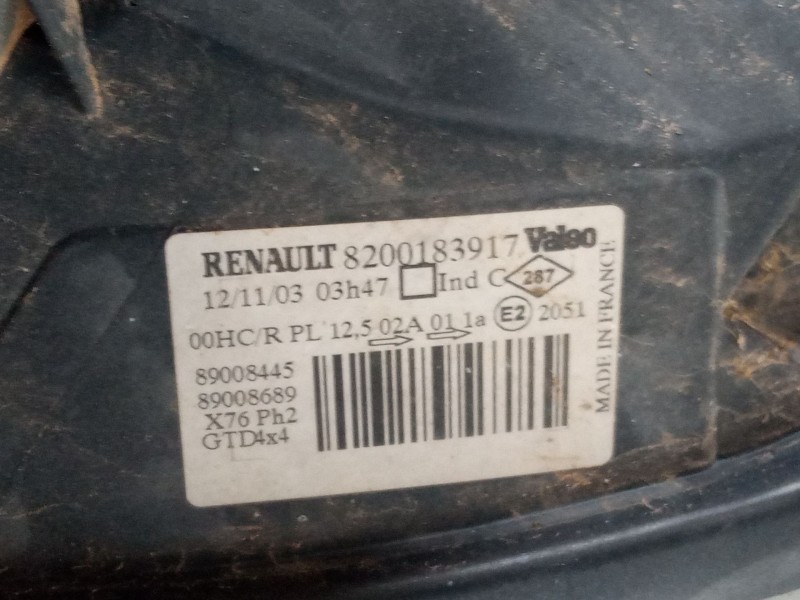 RENAULT 8200183917 Valeo
12/11/03 03h47 Ind C 287
00HC/R PL 12,5 02A 01 1a E2 2051
89008445
89008689
X76 Ph2
GTD4x4
MADE IN FRANCE